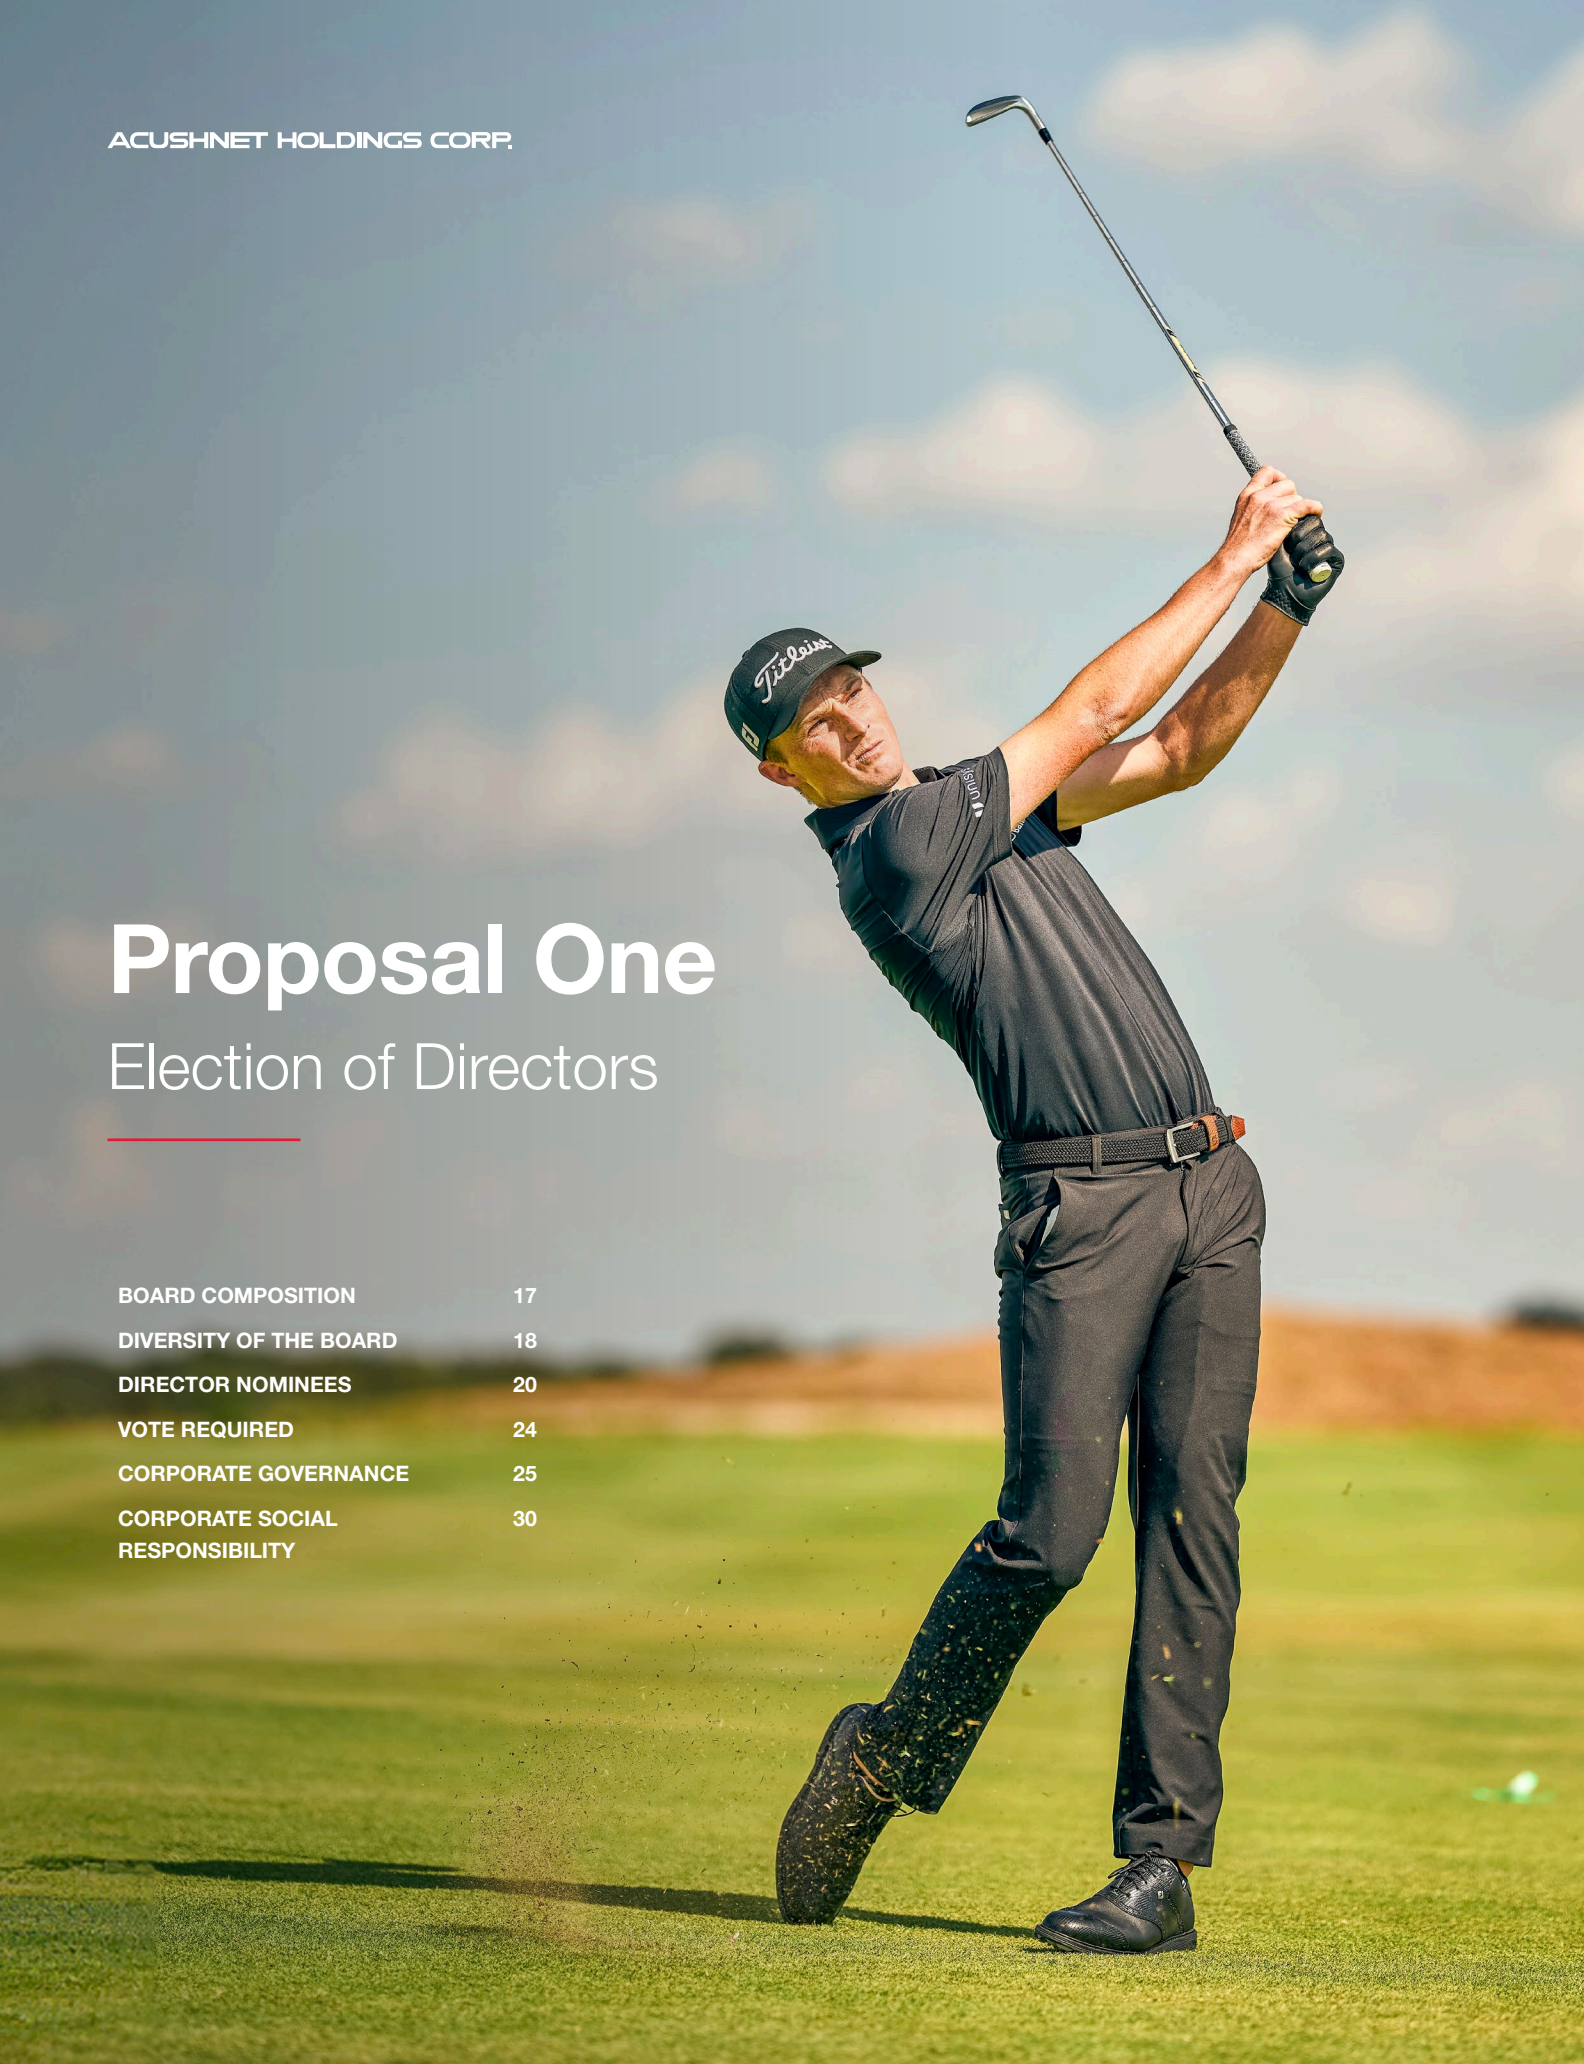 ACUSHNET HOLDINGS CORP.
Titleist
Proposal One
Election of Directors
BOARD COMPOSITION 17
DIVERSITY OF THE BOARD 18
DIRECTOR NOMINEES 20
VOTE REQUIRED 24
CORPORATE GOVERNANCE 25
CORPORATE SOCIAL 30
RESPONSIBILITY